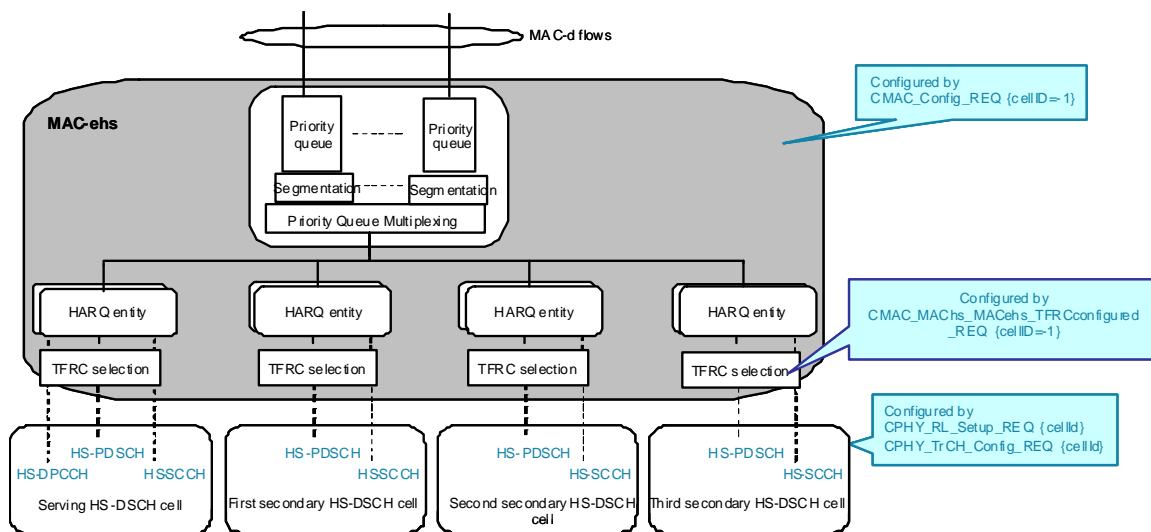 MAC-d flows
Configured by
CMAC_Config_REQ {cellID=-1}
MAC-ehs
Priority
queue
Priority
queue
Segmentation
Segmentation
Priority Queue Multiplexing
HARQ entity
HARQ entity
HARQ entity
HARQ entity
Configured by
CMAC_MAChs_MACehs_TFRCconfigured
_REQ {cellID=-1}
TFRC selection
TFRC selection
TFRC selection
TFRC selection
Configured by
CPHY_RL_Setup_REQ {cellId}
CPHY_TrCH_Config_REQ {cellId}
HS-PDSCH
HS-DPCCH
HSSCCH
Serving HS-DSCH cell
HS-PDSCH
HSSCCH
First secondary HS-DSCH cell
HS-PDSCH
HS-SCCH
Second secondary HS-DSCH
cell
HS-PDSCH
HS-SCCH
Third secondary HS-DSCH cell